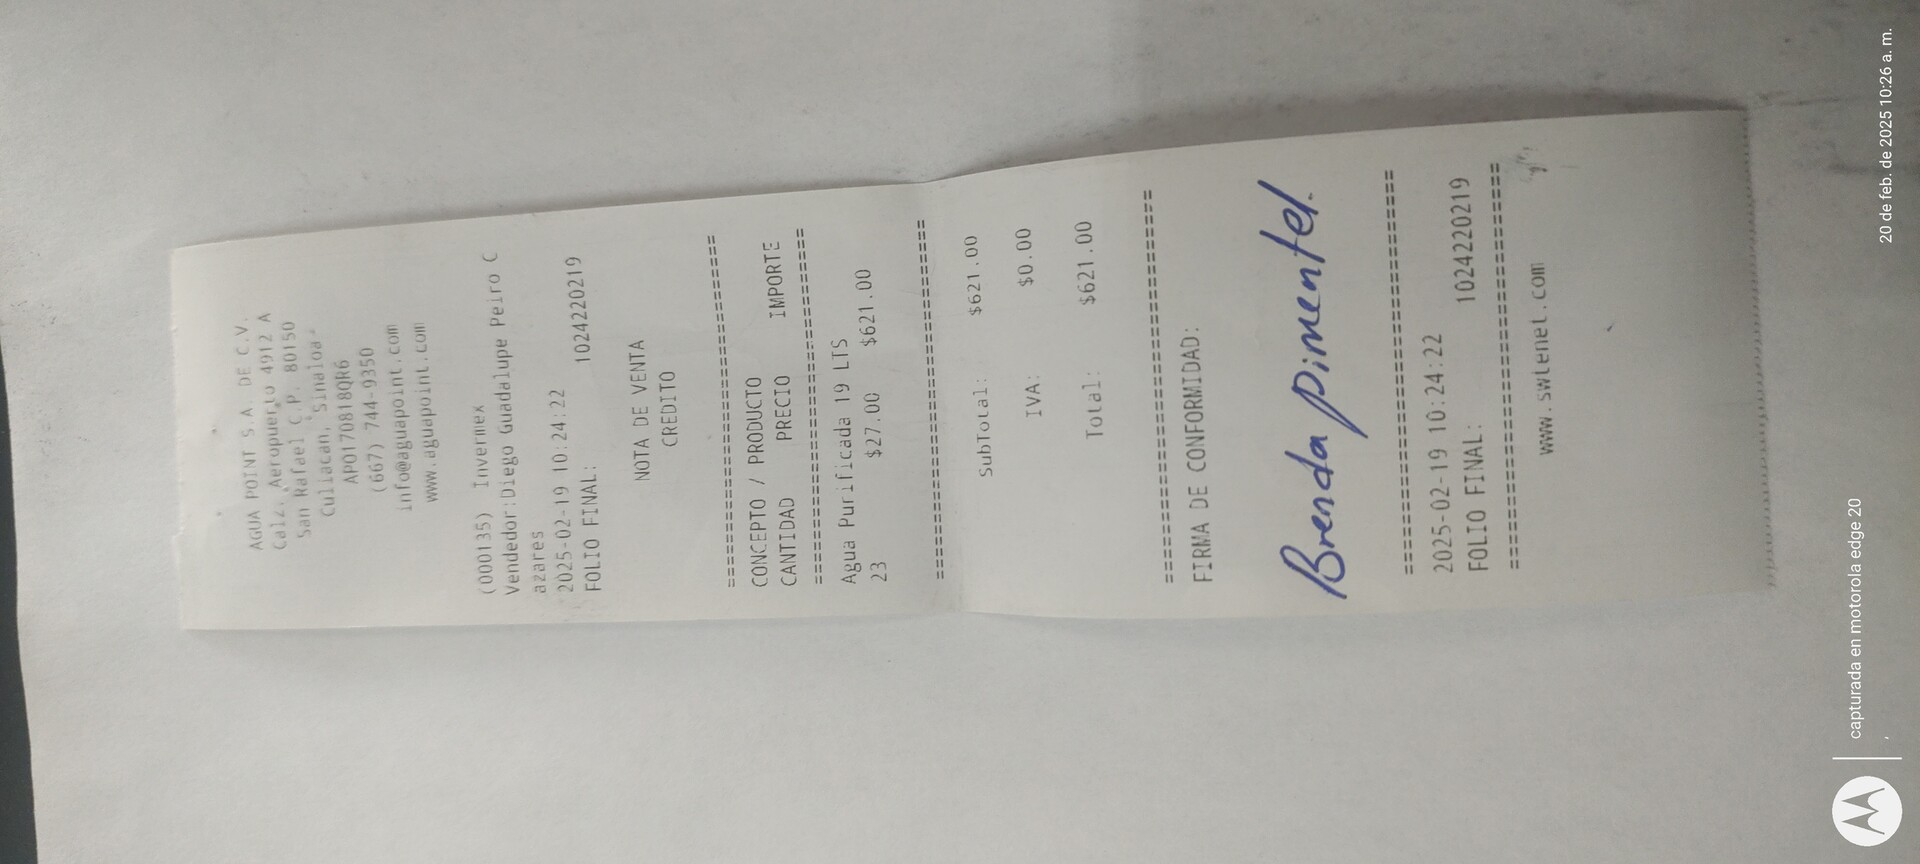 AGUA POINT S.A. DE C.V.
Calz. Aeropuerto 4912 A
San Rafael C.P. 80150
Culiacan, Sinaloa
APO170818QR6
(667) 744-9350
info@aguapoint.com
www.aguapoint.com
(000135) Invermex
Vendedor:Diego Guadalupe Peiro C
azares
2025-02-19 10:24:22
FOLIO FINAL: 1024220219
NOTA DE VENTA
CREDITO
================================
CONCEPTO / PRODUCTO
CANTIDAD PRECIO IMPORTE
================================
Agua Purificada 19 LTS
23 $27.00 $621.00
================================
SubTotal: $621.00
IVA: $0.00
Total: $621.00
================================
FIRMA DE CONFORMIDAD:
Brenda Pimentel.
================================
2025-02-19 10:24:22
FOLIO FINAL: 1024220219
================================
www.swtenet.com
capturada en motorola edge 20
20 de feb. de 2025 10:26 a. m.